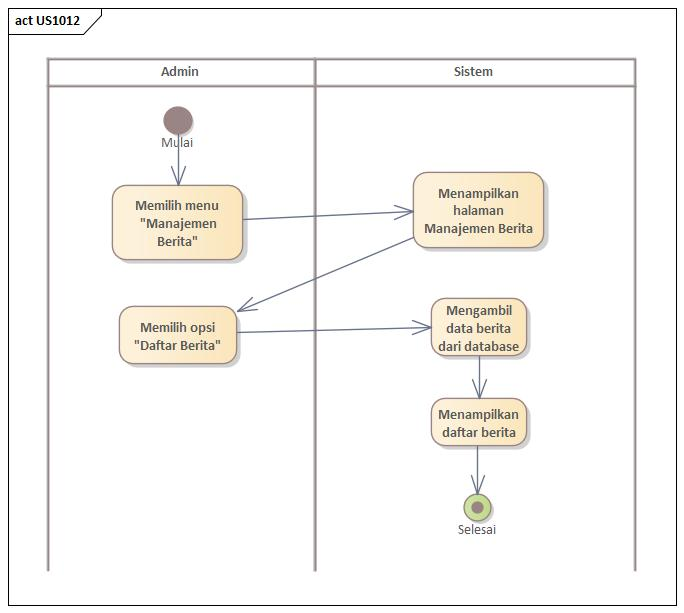 act US1012
Admin
Sistem
Mulai
Memilih menu
"Manajemen
Berita"
Menampilkan
halaman
Manajemen Berita
Memilih opsi
"Daftar Berita"
Mengambil
data berita
dari database
Menampilkan
daftar berita
Selesai